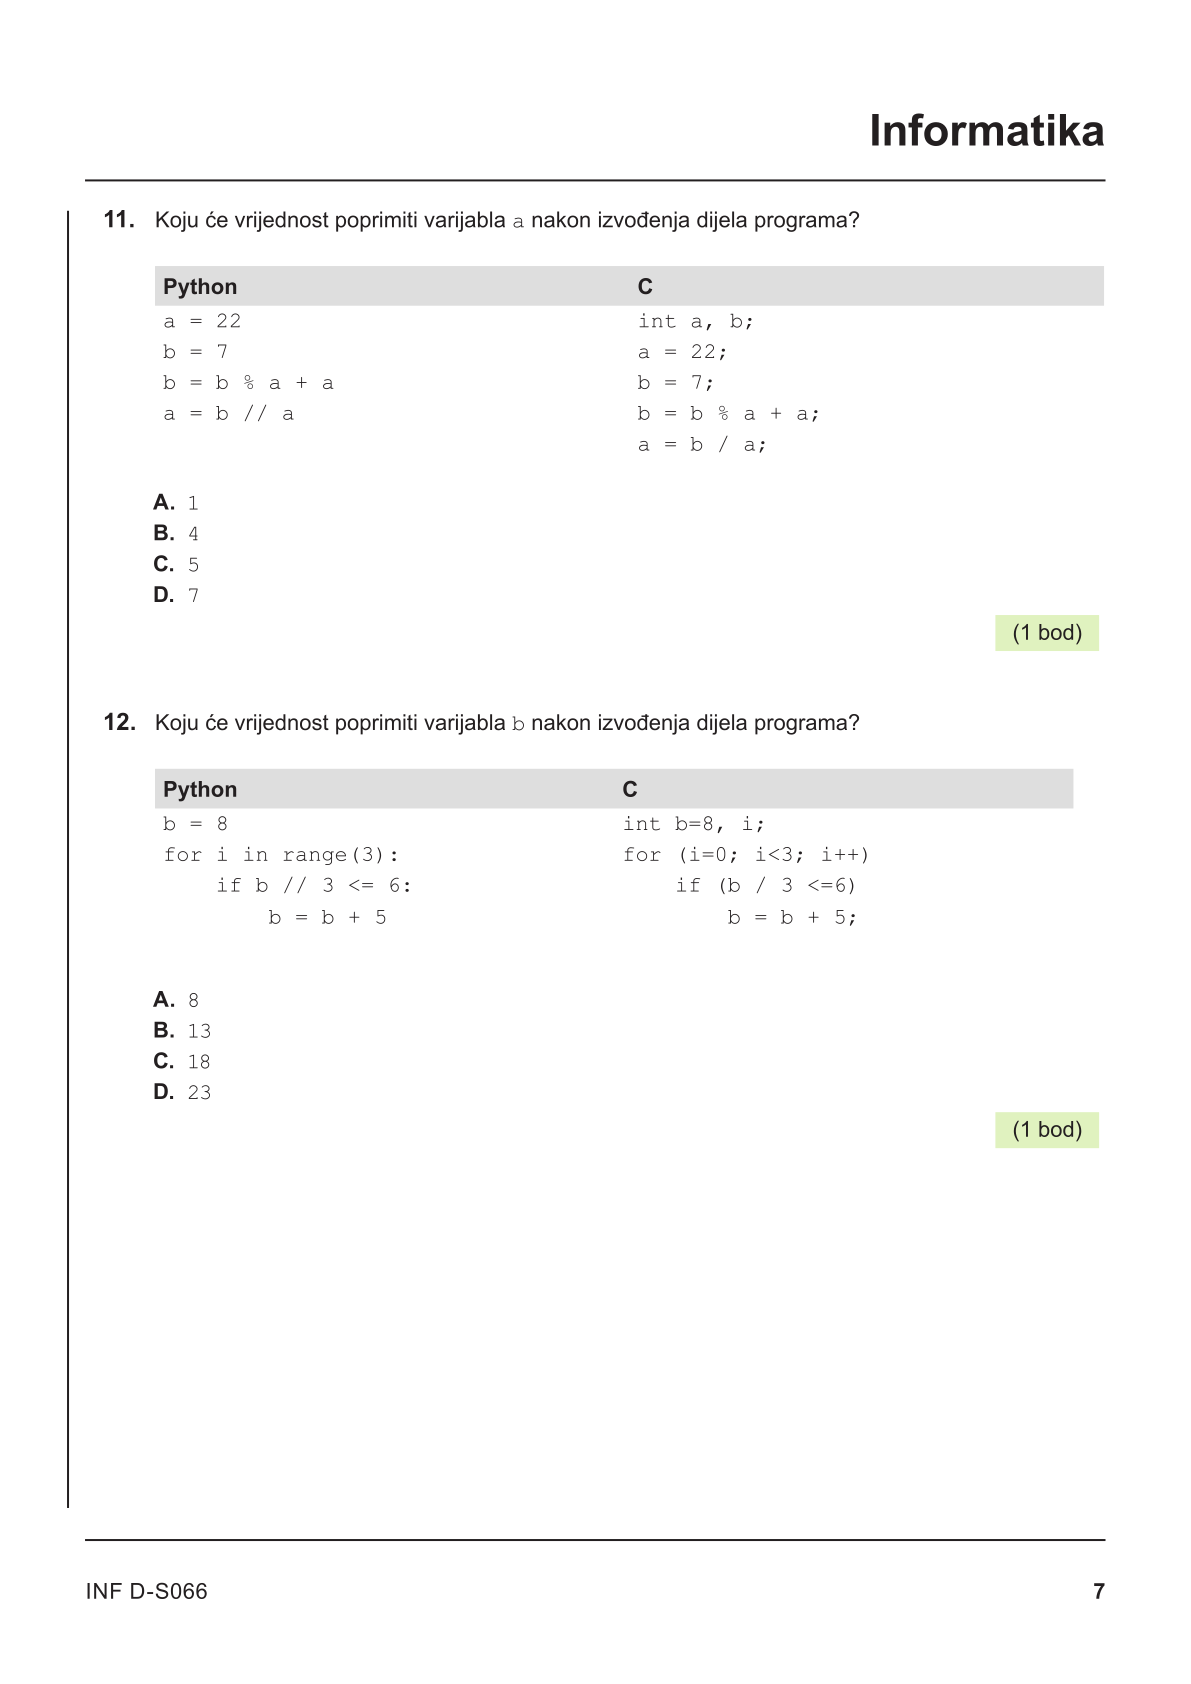 Informatika
11. Koju će vrijednost poprimiti varijabla a nakon izvođenja dijela programa?
Python C
a = 22 int a, b;
b = 7 a = 22;
b = b % a + a b = 7;
a = b // a b = b % a + a;
a = b / a;
A. 1
B. 4
C. 5
D. 7
(1 bod)
12. Koju će vrijednost poprimiti varijabla b nakon izvođenja dijela programa?
Python C
b = 8 int b=8, i;
for i in range(3): for (i=0; i<3; i++)
if b // 3 <= 6: if (b / 3 <=6)
b = b + 5 b = b + 5;
A. 8
B. 13
C. 18
D. 23
(1 bod)
INF D-S066 7